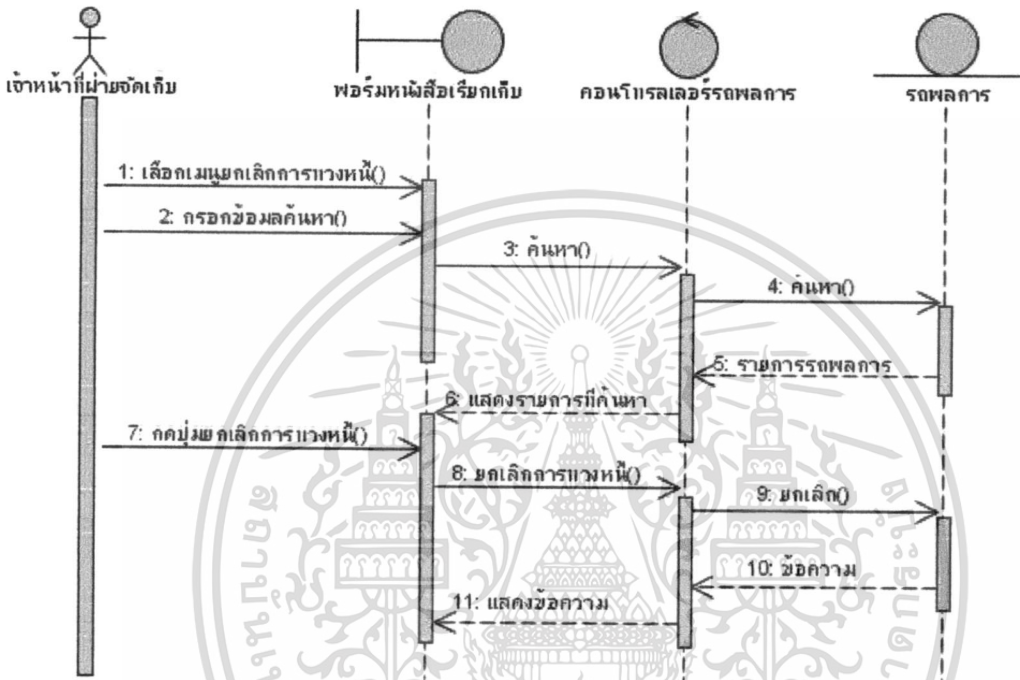 เจ้าหน้าที่ฝ่ายจัดเก็บ
ฟอร์มหนังสือเรียกเก็บ
คอนโทรลเลอร์รถพลการ
รถพลการ
1: เลือกเมนูยกเลิกการทวงหนี้()
2: กรอกข้อมูลค้นหา()
3: ค้นหา()
4: ค้นหา()
5: รายการรถพลการ
6: แสดงรายการที่ค้นหา
7: กดปุ่มยกเลิกการทวงหนี้()
8: ยกเลิกการทวงหนี้()
9: ยกเลิก()
10: ข้อความ
11: แสดงข้อความ